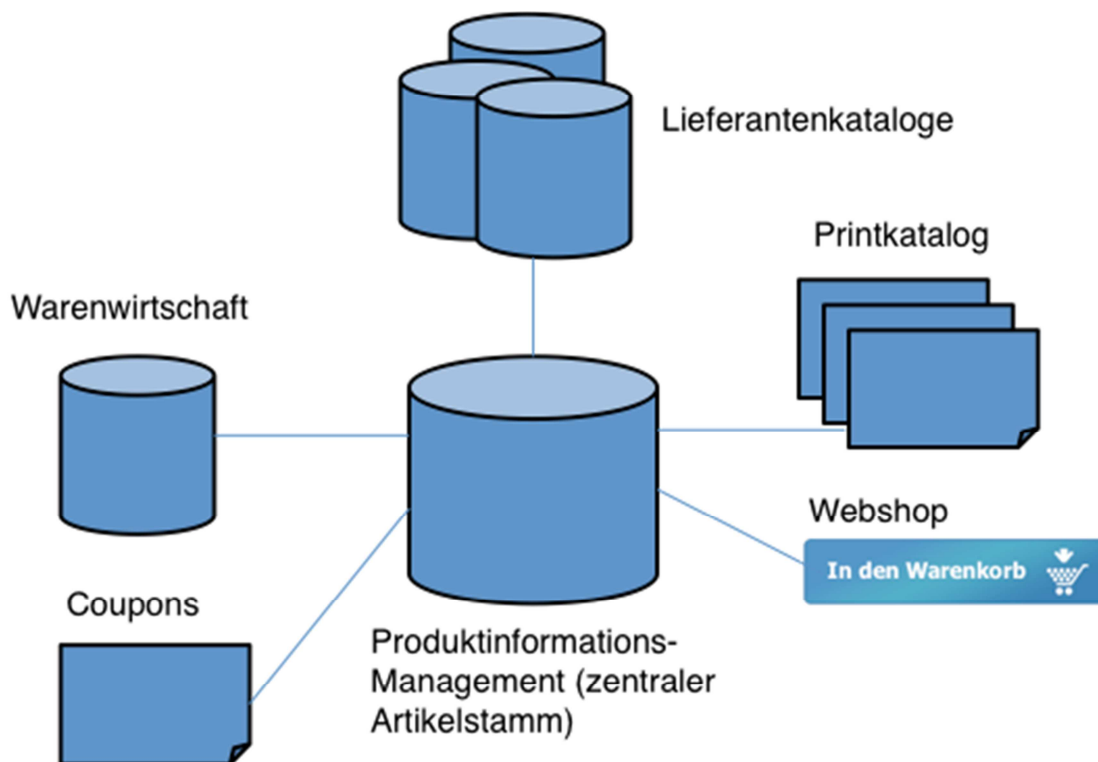 Lieferantenkataloge
Printkatalog
Warenwirtschaft
Webshop
In den Warenkorb
Coupons
Produktinformations-
Management (zentraler
Artikelstamm)